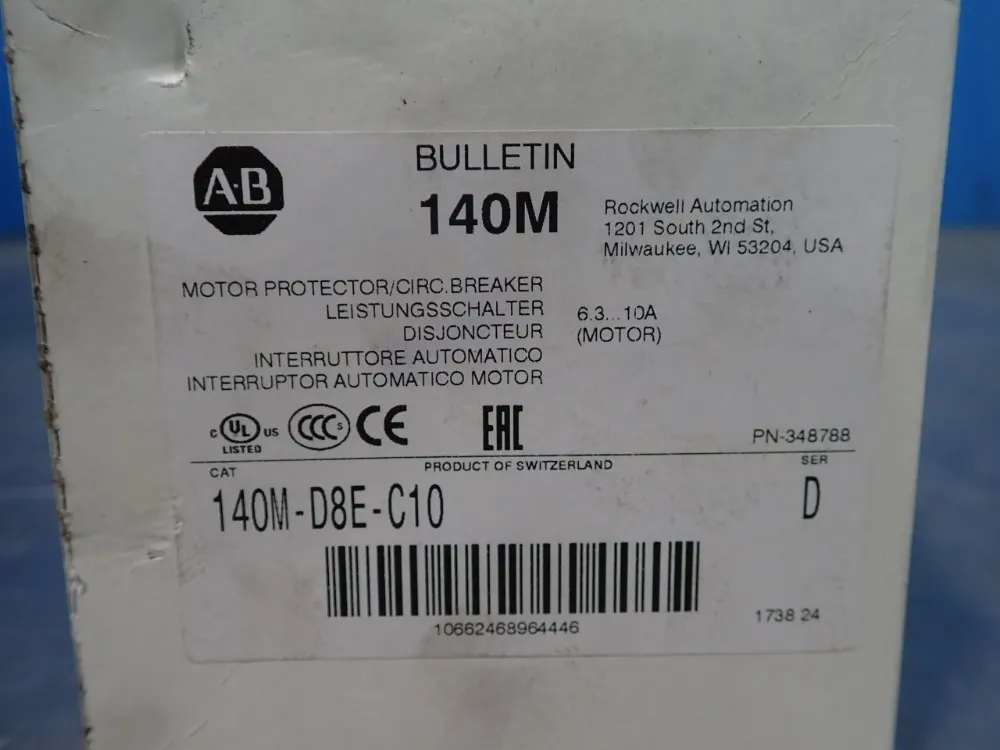 A·B
BULLETIN
140M
Rockwell Automation
1201 South 2nd St,
Milwaukee, WI 53204, USA
MOTOR PROTECTOR/CIRC.BREAKER
LEISTUNGSSCHALTER
DISJONCTEUR
INTERRUTTORE AUTOMATICO
INTERRUPTOR AUTOMATICO MOTOR
6.3...10A
(MOTOR)
C UL US
LISTED
CCC S
CE
EAC
PN-348788
CAT
PRODUCT OF SWITZERLAND
SER
140M-D8E-C10
D
10662468964446
1738 24